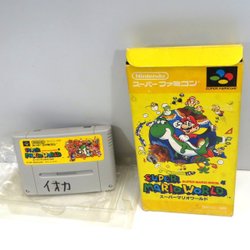 Nintendo
スーパーファミコン
SUPER FAMICOM
SUPER
MARIO WORLD
スーパーマリオワールド
イオカ